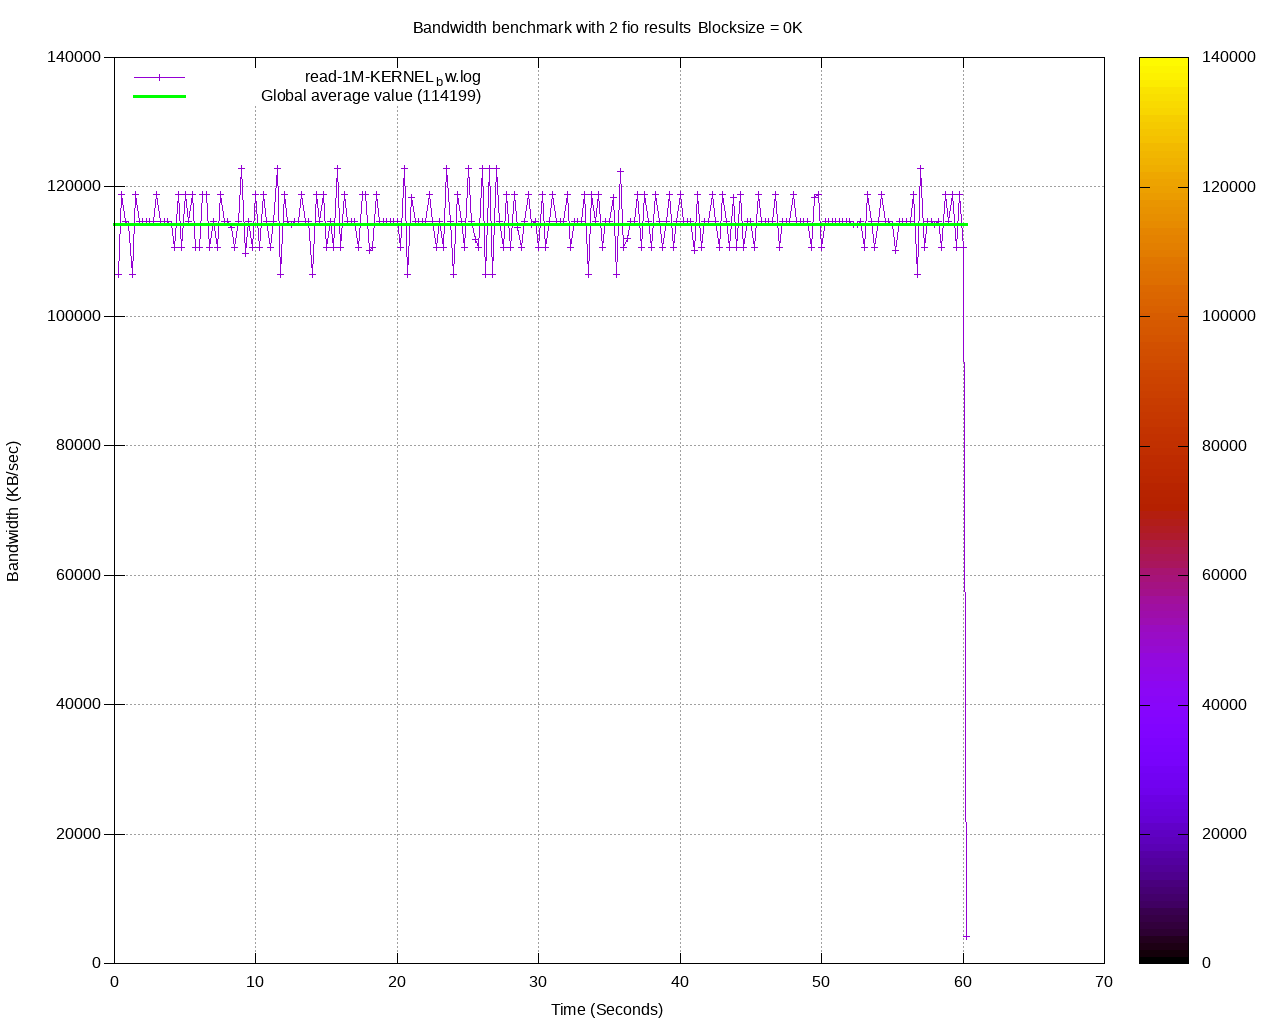 Bandwidth benchmark with 2 fio results Blocksize = 0K
140000
120000
100000
80000
60000
40000
20000
0
Bandwidth (KB/sec)
read-1M-KERNEL_bw.log
Global average value (114199)
0 10 20 30 40 50 60 70
Time (Seconds)
140000
120000
100000
80000
60000
40000
20000
0